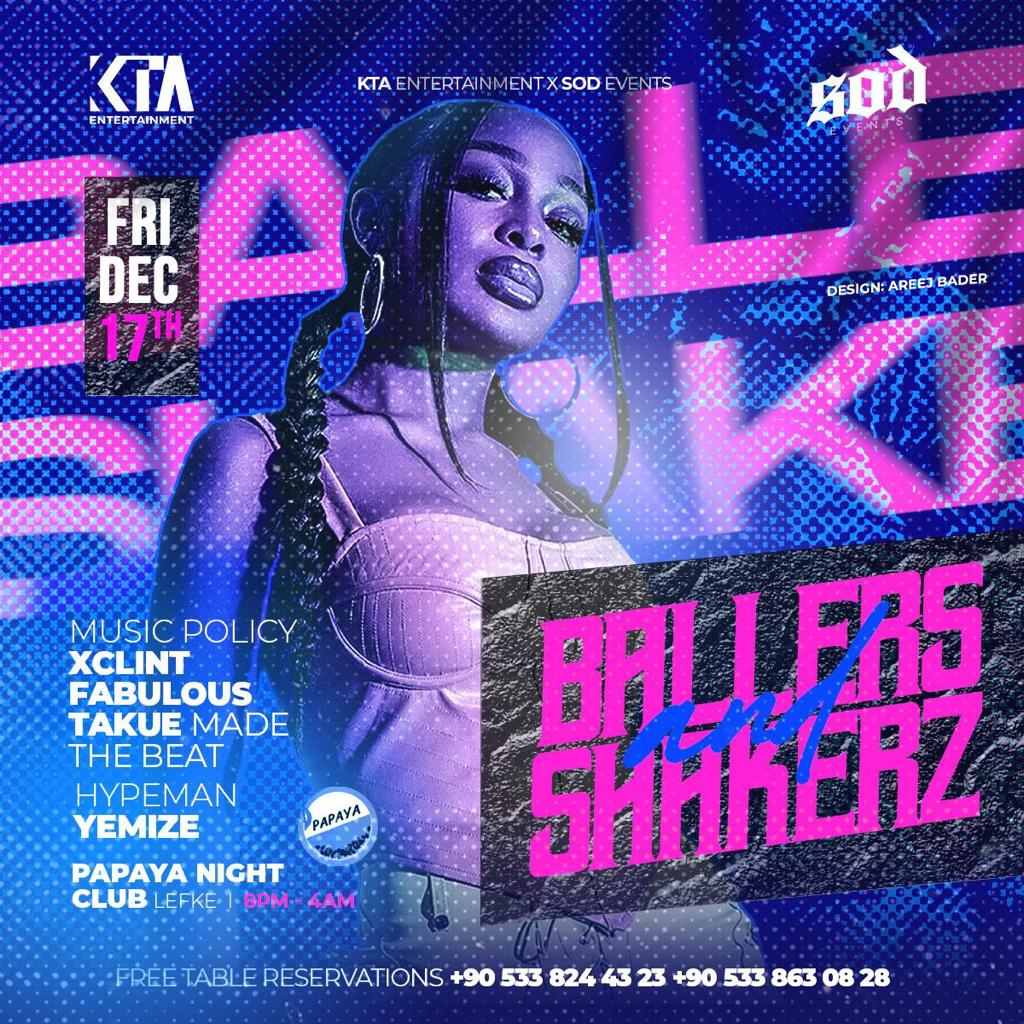 KTA
ENTERTAINMENT
KTA ENTERTAINMENT X SOD EVENTS
SOD
EVENTS
FRI
DEC
17TH
DESIGN: AREEJ BADER
BALLERS
and
SHAKERZ
MUSIC POLICY
XCLINT
FABULOUS
TAKUE MADE
THE BEAT
HYPEMAN
YEMIZE
PAPAYA
PAPAYA NIGHT
CLUB LEFKE | 8PM - 4AM
FREE TABLE RESERVATIONS +90 533 824 43 23 +90 533 863 08 28